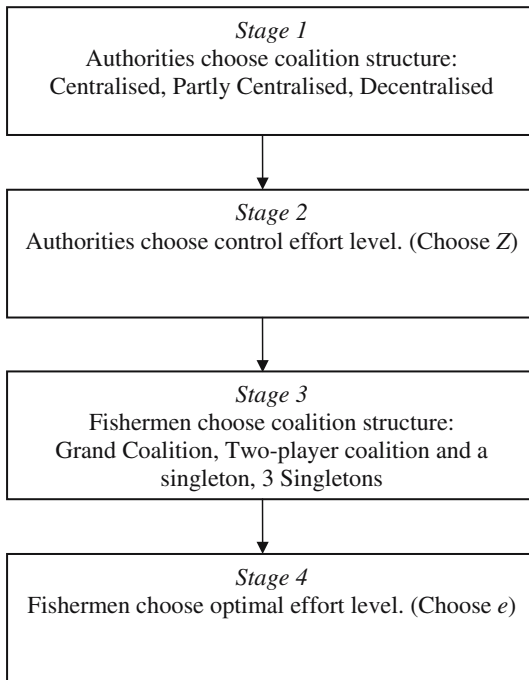 Stage 1
Authorities choose coalition structure:
Centralised, Partly Centralised, Decentralised
Stage 2
Authorities choose control effort level. (Choose Z)
Stage 3
Fishermen choose coalition structure:
Grand Coalition, Two-player coalition and a
singleton, 3 Singletons
Stage 4
Fishermen choose optimal effort level. (Choose e)